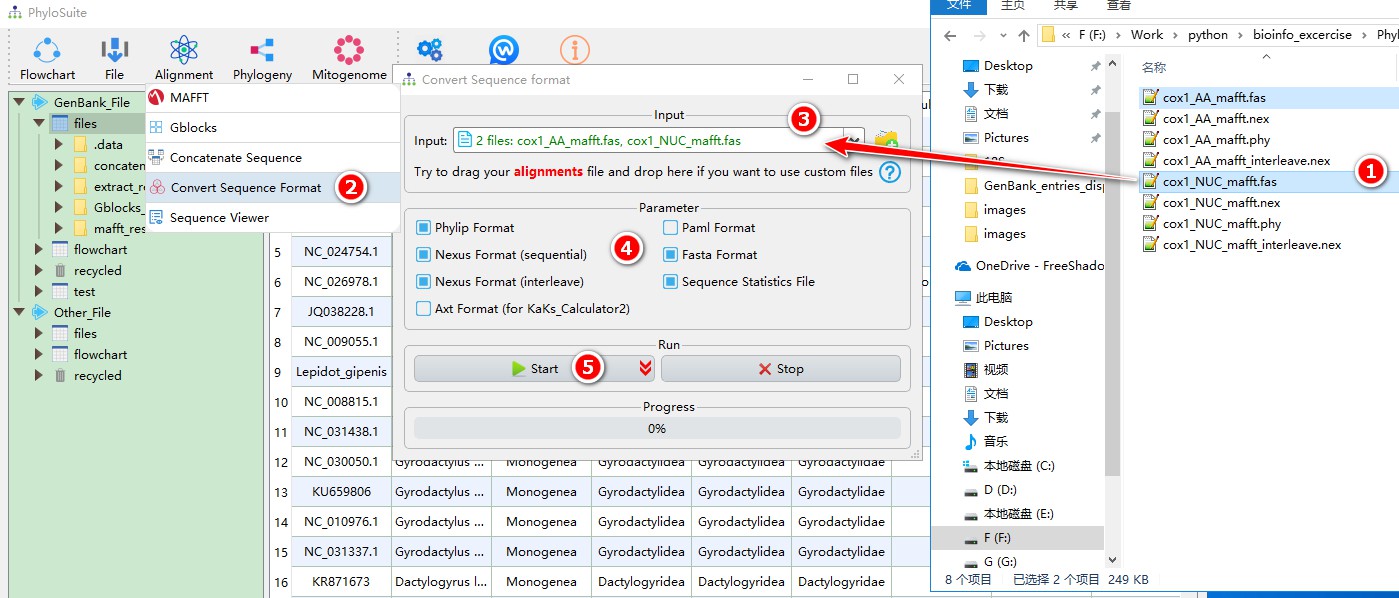 PhyloSuite
Flowchart
File
Alignment
Phylogeny
Mitogenome
GenBank_File
files
.data
concaten
extract_re
Gblocks_
mafft_res
flowchart
recycled
test
Other_File
files
flowchart
recycled
MAFFT
Gblocks
Concatenate Sequence
Convert Sequence Format
2
Sequence Viewer
5 NC_024754.1
6 NC_026978.1
7 JQ038228.1
8 NC_009055.1
9 Lepidot_gipenis
10 NC_008815.1
11 NC_031438.1
12 NC_030050.1 Gyrodactylus ... Monogenea Gyrodactylidea Gyrodactylidea Gyrodactylidae
13 KU659806 Gyrodactylus ... Monogenea Gyrodactylidea Gyrodactylidea Gyrodactylidae
14 NC_010976.1 Gyrodactylus ... Monogenea Gyrodactylidea Gyrodactylidea Gyrodactylidae
15 NC_031337.1 Gyrodactylus ... Monogenea Gyrodactylidea Gyrodactylidea Gyrodactylidae
16 KR871673 Dactylogyrus l... Monogenea Dactylogyridea Dactylogyridea Dactylogyridae
Convert Sequence format
Input
3
Input: 2 files: cox1_AA_mafft.fas, cox1_NUC_mafft.fas
Try to drag your alignments file and drop here if you want to use custom files ?
Parameter
Phylip Format
Paml Format
4
Nexus Format (sequential)
Fasta Format
Nexus Format (interleave)
Sequence Statistics File
Axt Format (for KaKs_Calculator2)
Run
Start
5
Stop
Progress
0%
文件 主页 共享 查看
« F (F:) › Work › python › bioinfo_excercise › Phyl
Desktop
下载
文档
Pictures
GenBank_entries_disp
images
images
OneDrive - FreeShado
此电脑
Desktop
Pictures
视频
文档
下载
音乐
本地磁盘 (C:)
D (D:)
本地磁盘 (E:)
F (F:)
G (G:)
名称
cox1_AA_mafft.fas
cox1_AA_mafft.nex
cox1_AA_mafft.phy
cox1_AA_mafft_interleave.nex
1
cox1_NUC_mafft.fas
cox1_NUC_mafft.nex
cox1_NUC_mafft.phy
cox1_NUC_mafft_interleave.nex
8 个项目 已选择 2 个项目 249 KB